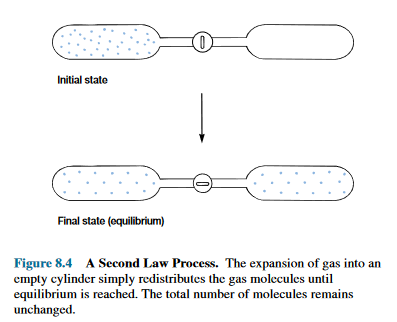 Initial state
Final state (equilibrium)
Figure 8.4 A Second Law Process. The expansion of gas into an
empty cylinder simply redistributes the gas molecules until
equilibrium is reached. The total number of molecules remains
unchanged.